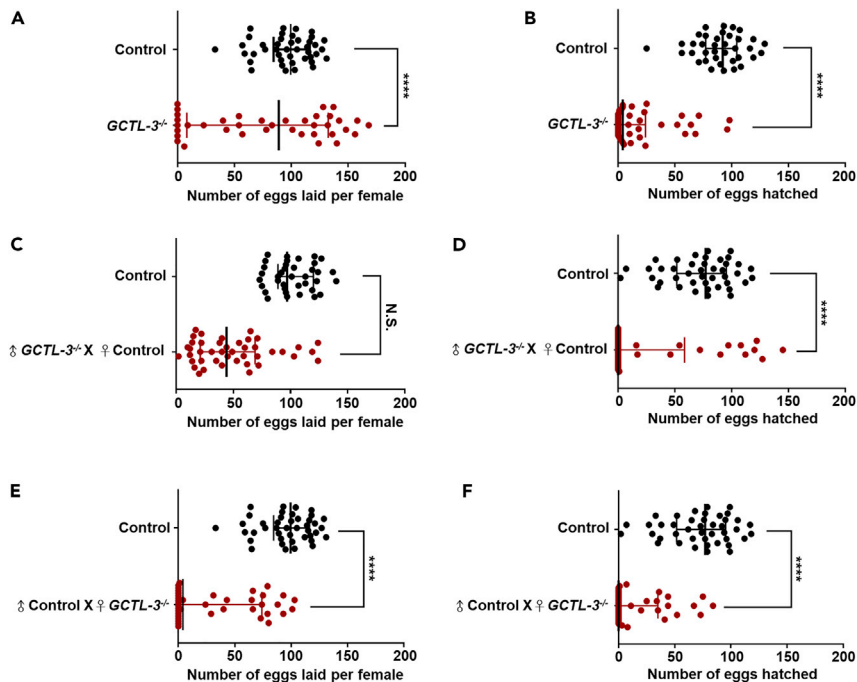 A
Control
GCTL-3-/-
****
0 50 100 150 200
Number of eggs laid per female
B
Control
GCTL-3-/-
****
0 50 100 150 200
Number of eggs hatched
C
Control
♂ GCTL-3-/- X ♀ Control
N.S.
0 50 100 150 200
Number of eggs laid per female
D
Control
♂ GCTL-3-/- X ♀ Control
****
0 50 100 150 200
Number of eggs hatched
E
Control
♂ Control X ♀ GCTL-3-/-
****
0 50 100 150 200
Number of eggs laid per female
F
Control
♂ Control X ♀ GCTL-3-/-
****
0 50 100 150 200
Number of eggs hatched